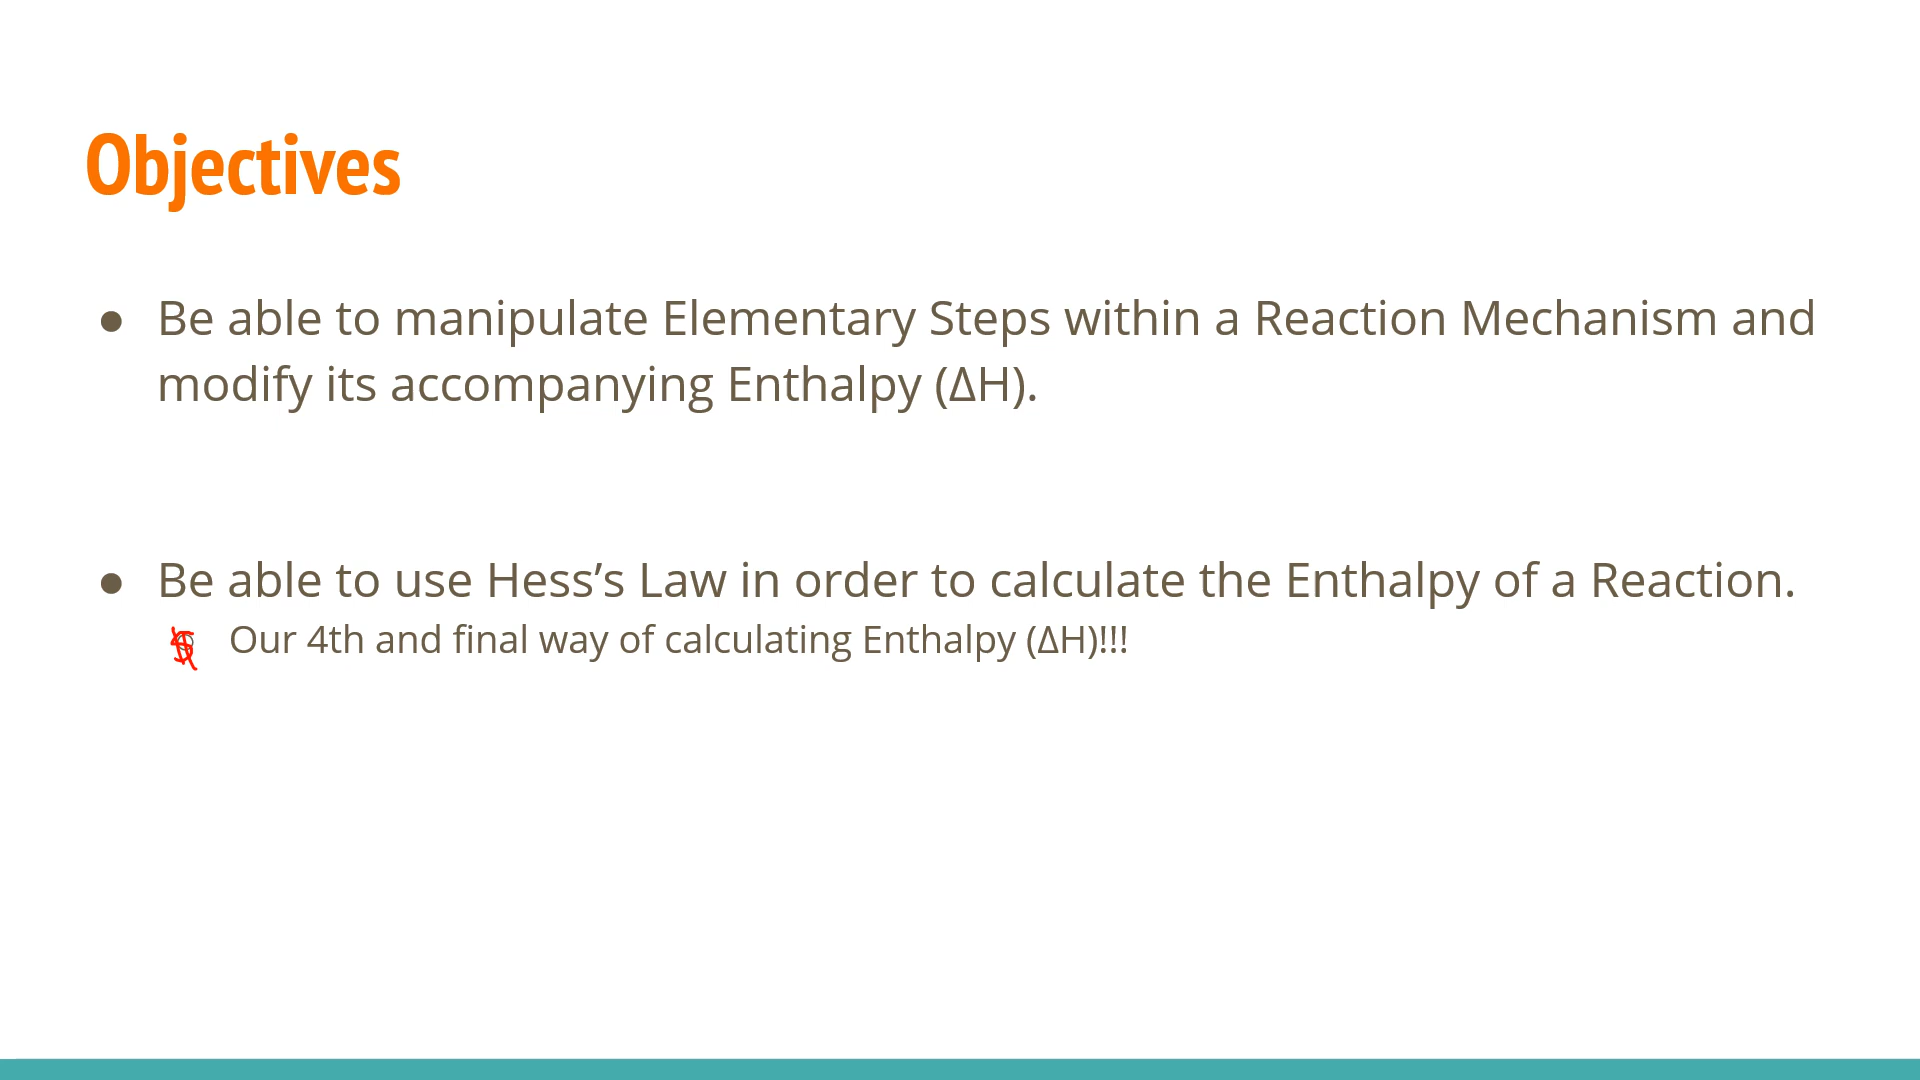 Objectives
● Be able to manipulate Elementary Steps within a Reaction Mechanism and
modify its accompanying Enthalpy (ΔH).
● Be able to use Hess’s Law in order to calculate the Enthalpy of a Reaction.
Our 4th and final way of calculating Enthalpy (ΔH)!!!